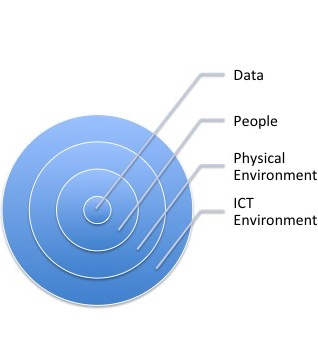 Data
People
Physical
Environment
ICT
Environment